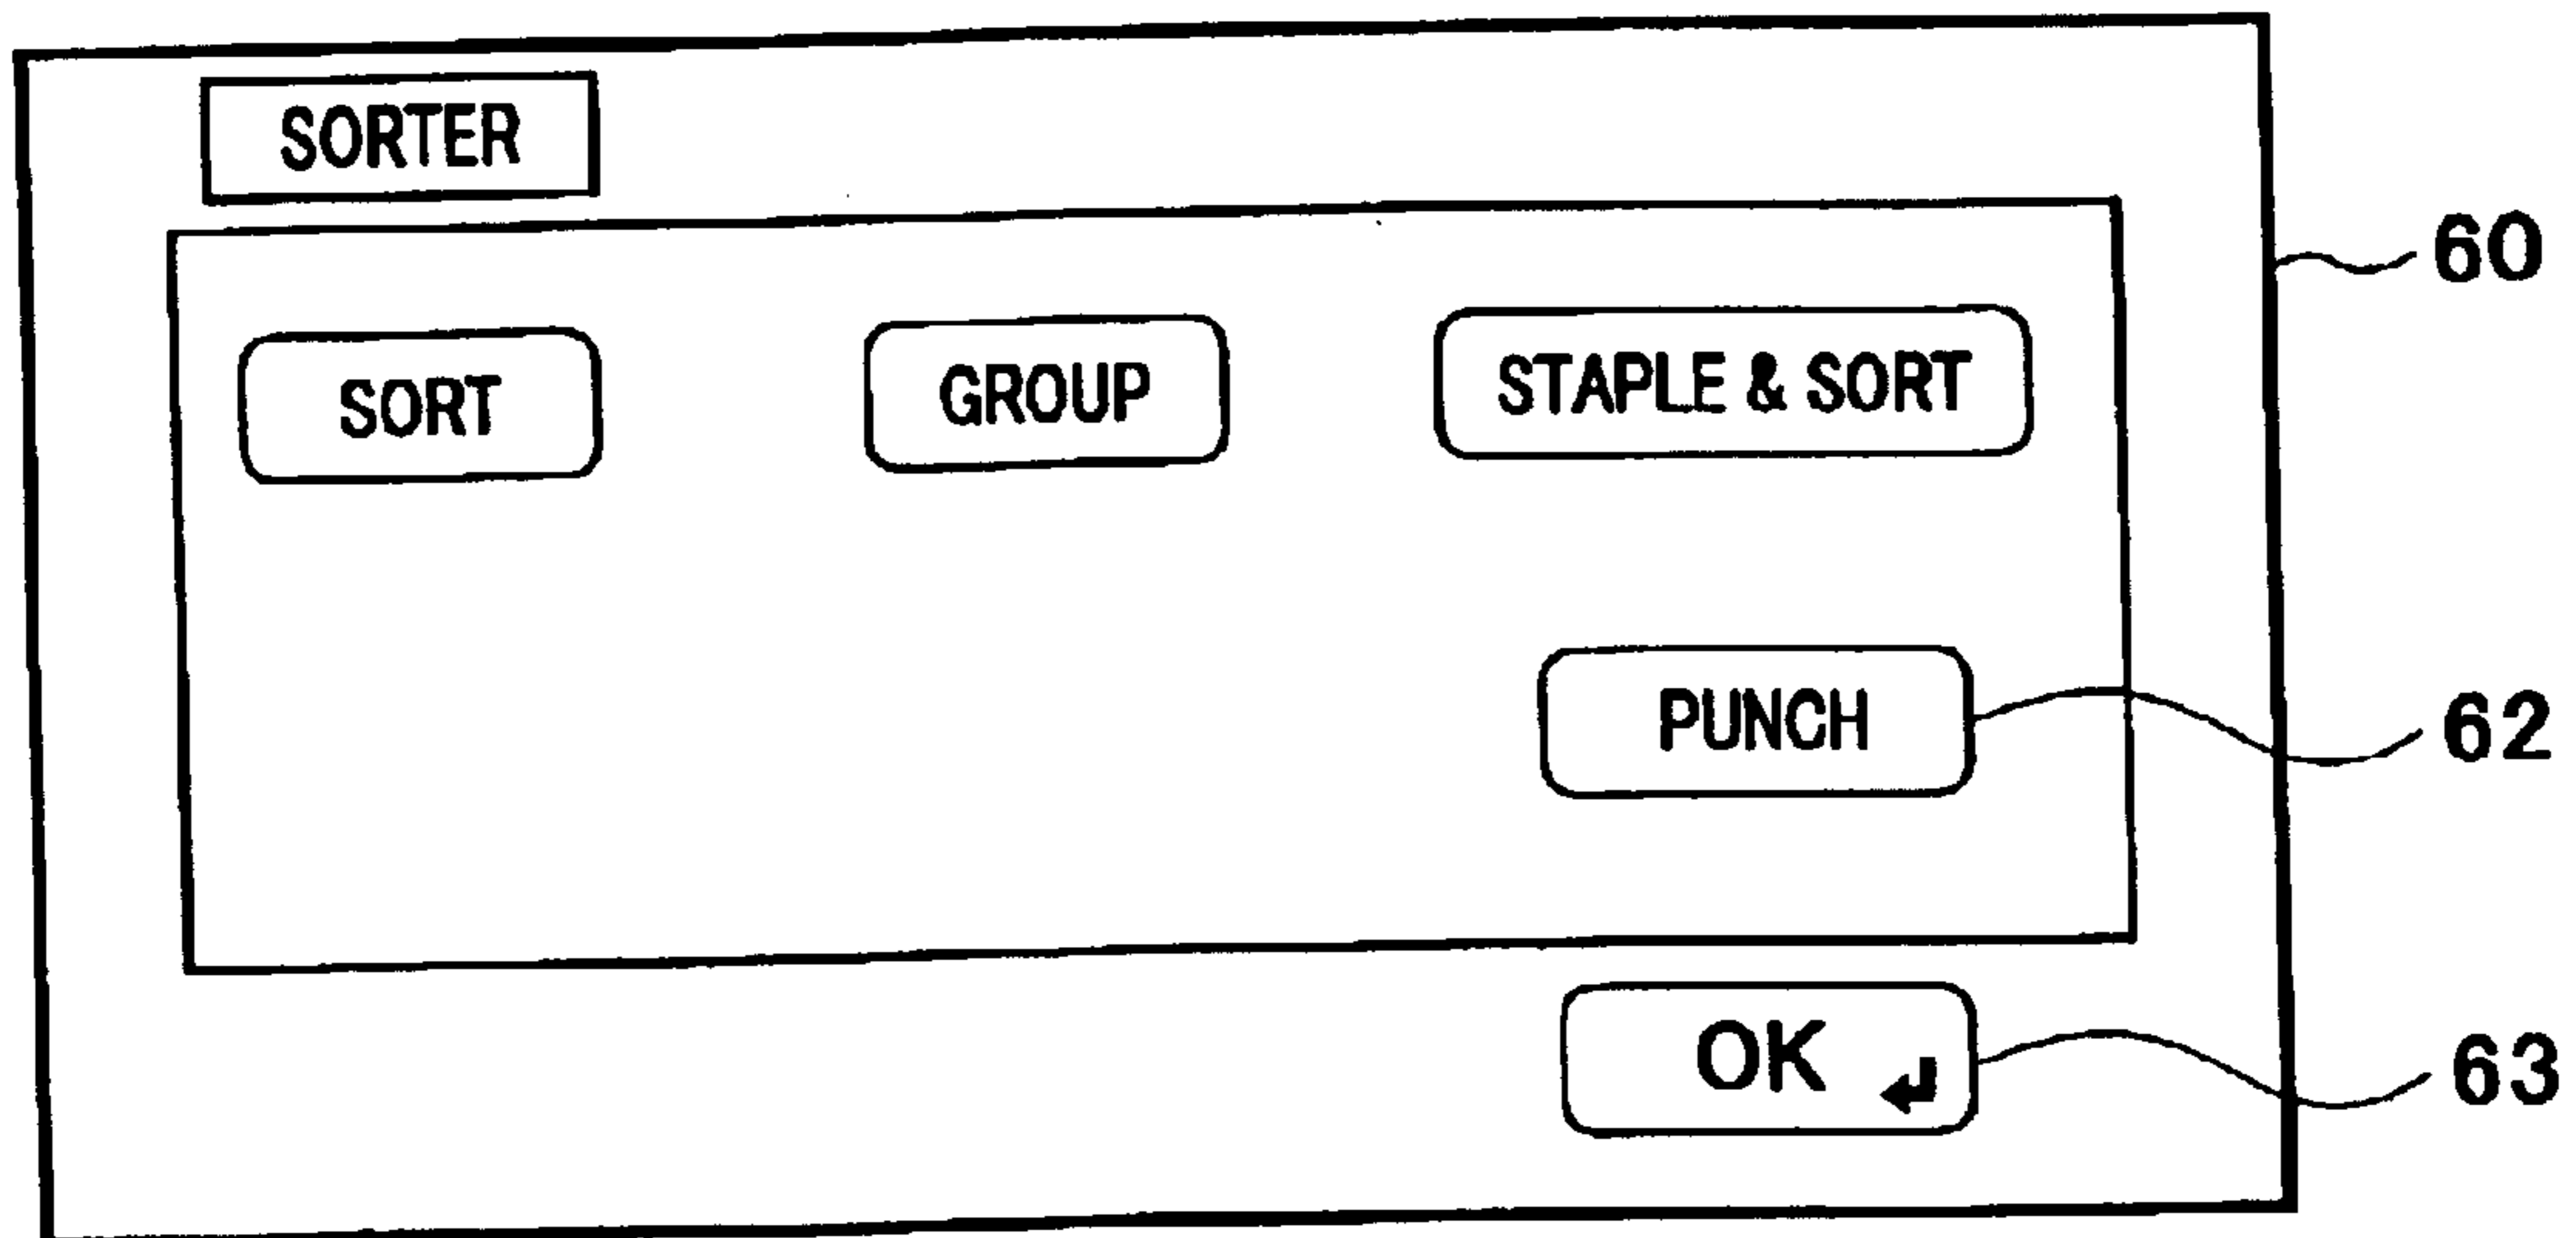 SORTER
60
SORT GROUP STAPLE & SORT
PUNCH 62
OK 63